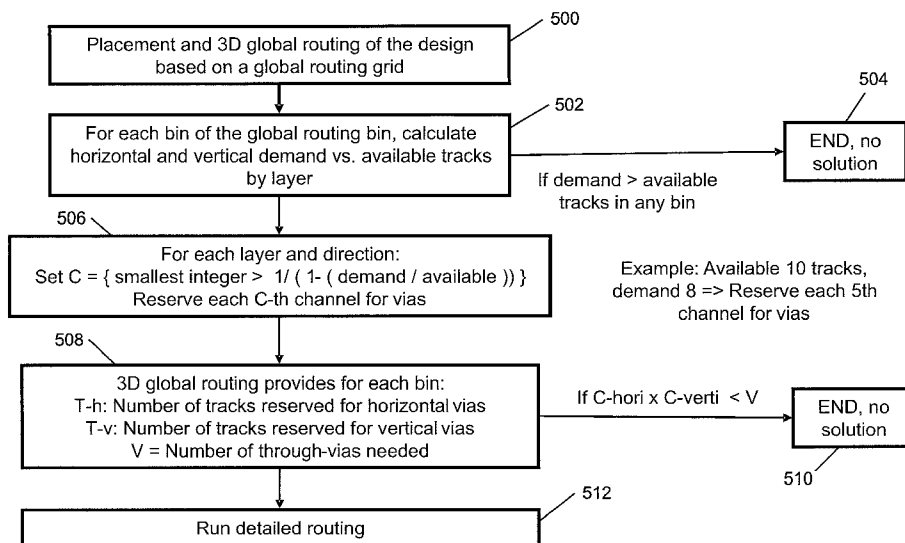 500
Placement and 3D global routing of the design
based on a global routing grid
502
For each bin of the global routing bin, calculate
horizontal and vertical demand vs. available tracks
by layer
504
END, no
solution
If demand > available
tracks in any bin
506
For each layer and direction:
Set C = { smallest integer > 1/ ( 1- ( demand / available )) }
Reserve each C-th channel for vias
Example: Available 10 tracks,
demand 8 => Reserve each 5th
channel for vias
508
3D global routing provides for each bin:
T-h: Number of tracks reserved for horizontal vias
T-v: Number of tracks reserved for vertical vias
V = Number of through-vias needed
If C-hori x C-verti < V
END, no
solution
510
512
Run detailed routing